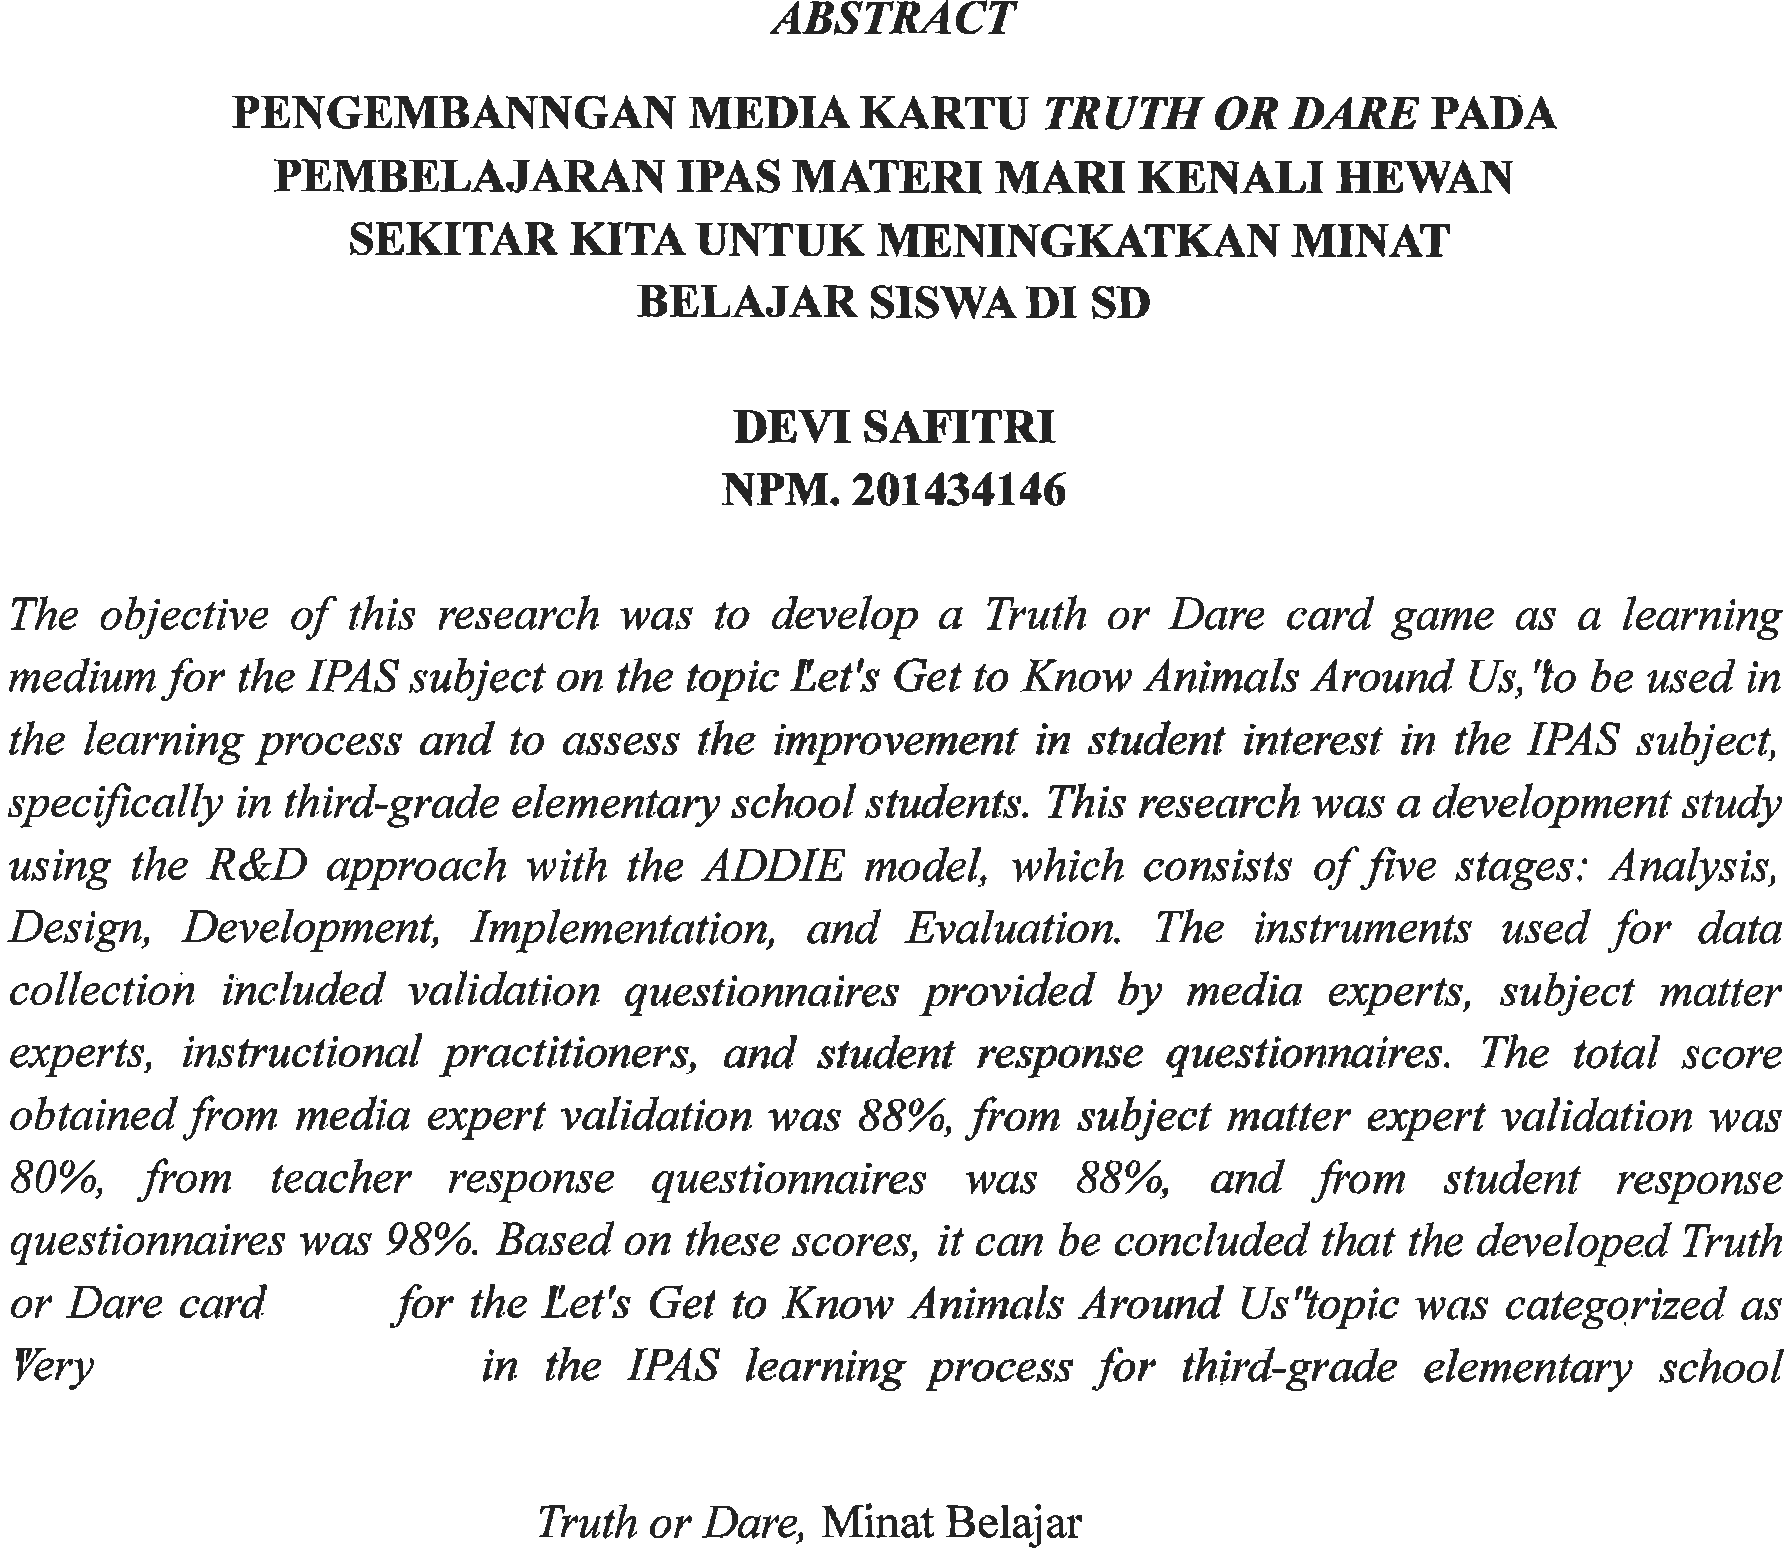 ABSTRACT
PENGEMBANNGAN MEDIA KARTU TRUTH OR DARE PADA
PEMBELAJARAN IPAS MATERI MARI KENALI HEWAN
SEKITAR KITA UNTUK MENINGKATKAN MINAT
BELAJAR SISWA DI SD
DEVI SAFITRI
NPM. 201434146
The objective of this research was to develop a Truth or Dare card game as a learning
medium for the IPAS subject on the topic "Let's Get to Know Animals Around Us," to be used in
the learning process and to assess the improvement in student interest in the IPAS subject,
specifically in third-grade elementary school students. This research was a development study
using the R&D approach with the ADDIE model, which consists of five stages: Analysis,
Design, Development, Implementation, and Evaluation. The instruments used for data
collection included validation questionnaires provided by media experts, subject matter
experts, instructional practitioners, and student response questionnaires. The total score
obtained from media expert validation was 88%, from subject matter expert validation was
80%, from teacher response questionnaires was 88%, and from student response
questionnaires was 98%. Based on these scores, it can be concluded that the developed Truth
or Dare card for the "Let's Get to Know Animals Around Us" topic was categorized as
"Very in the IPAS learning process for third-grade elementary school
Truth or Dare, Minat Belajar